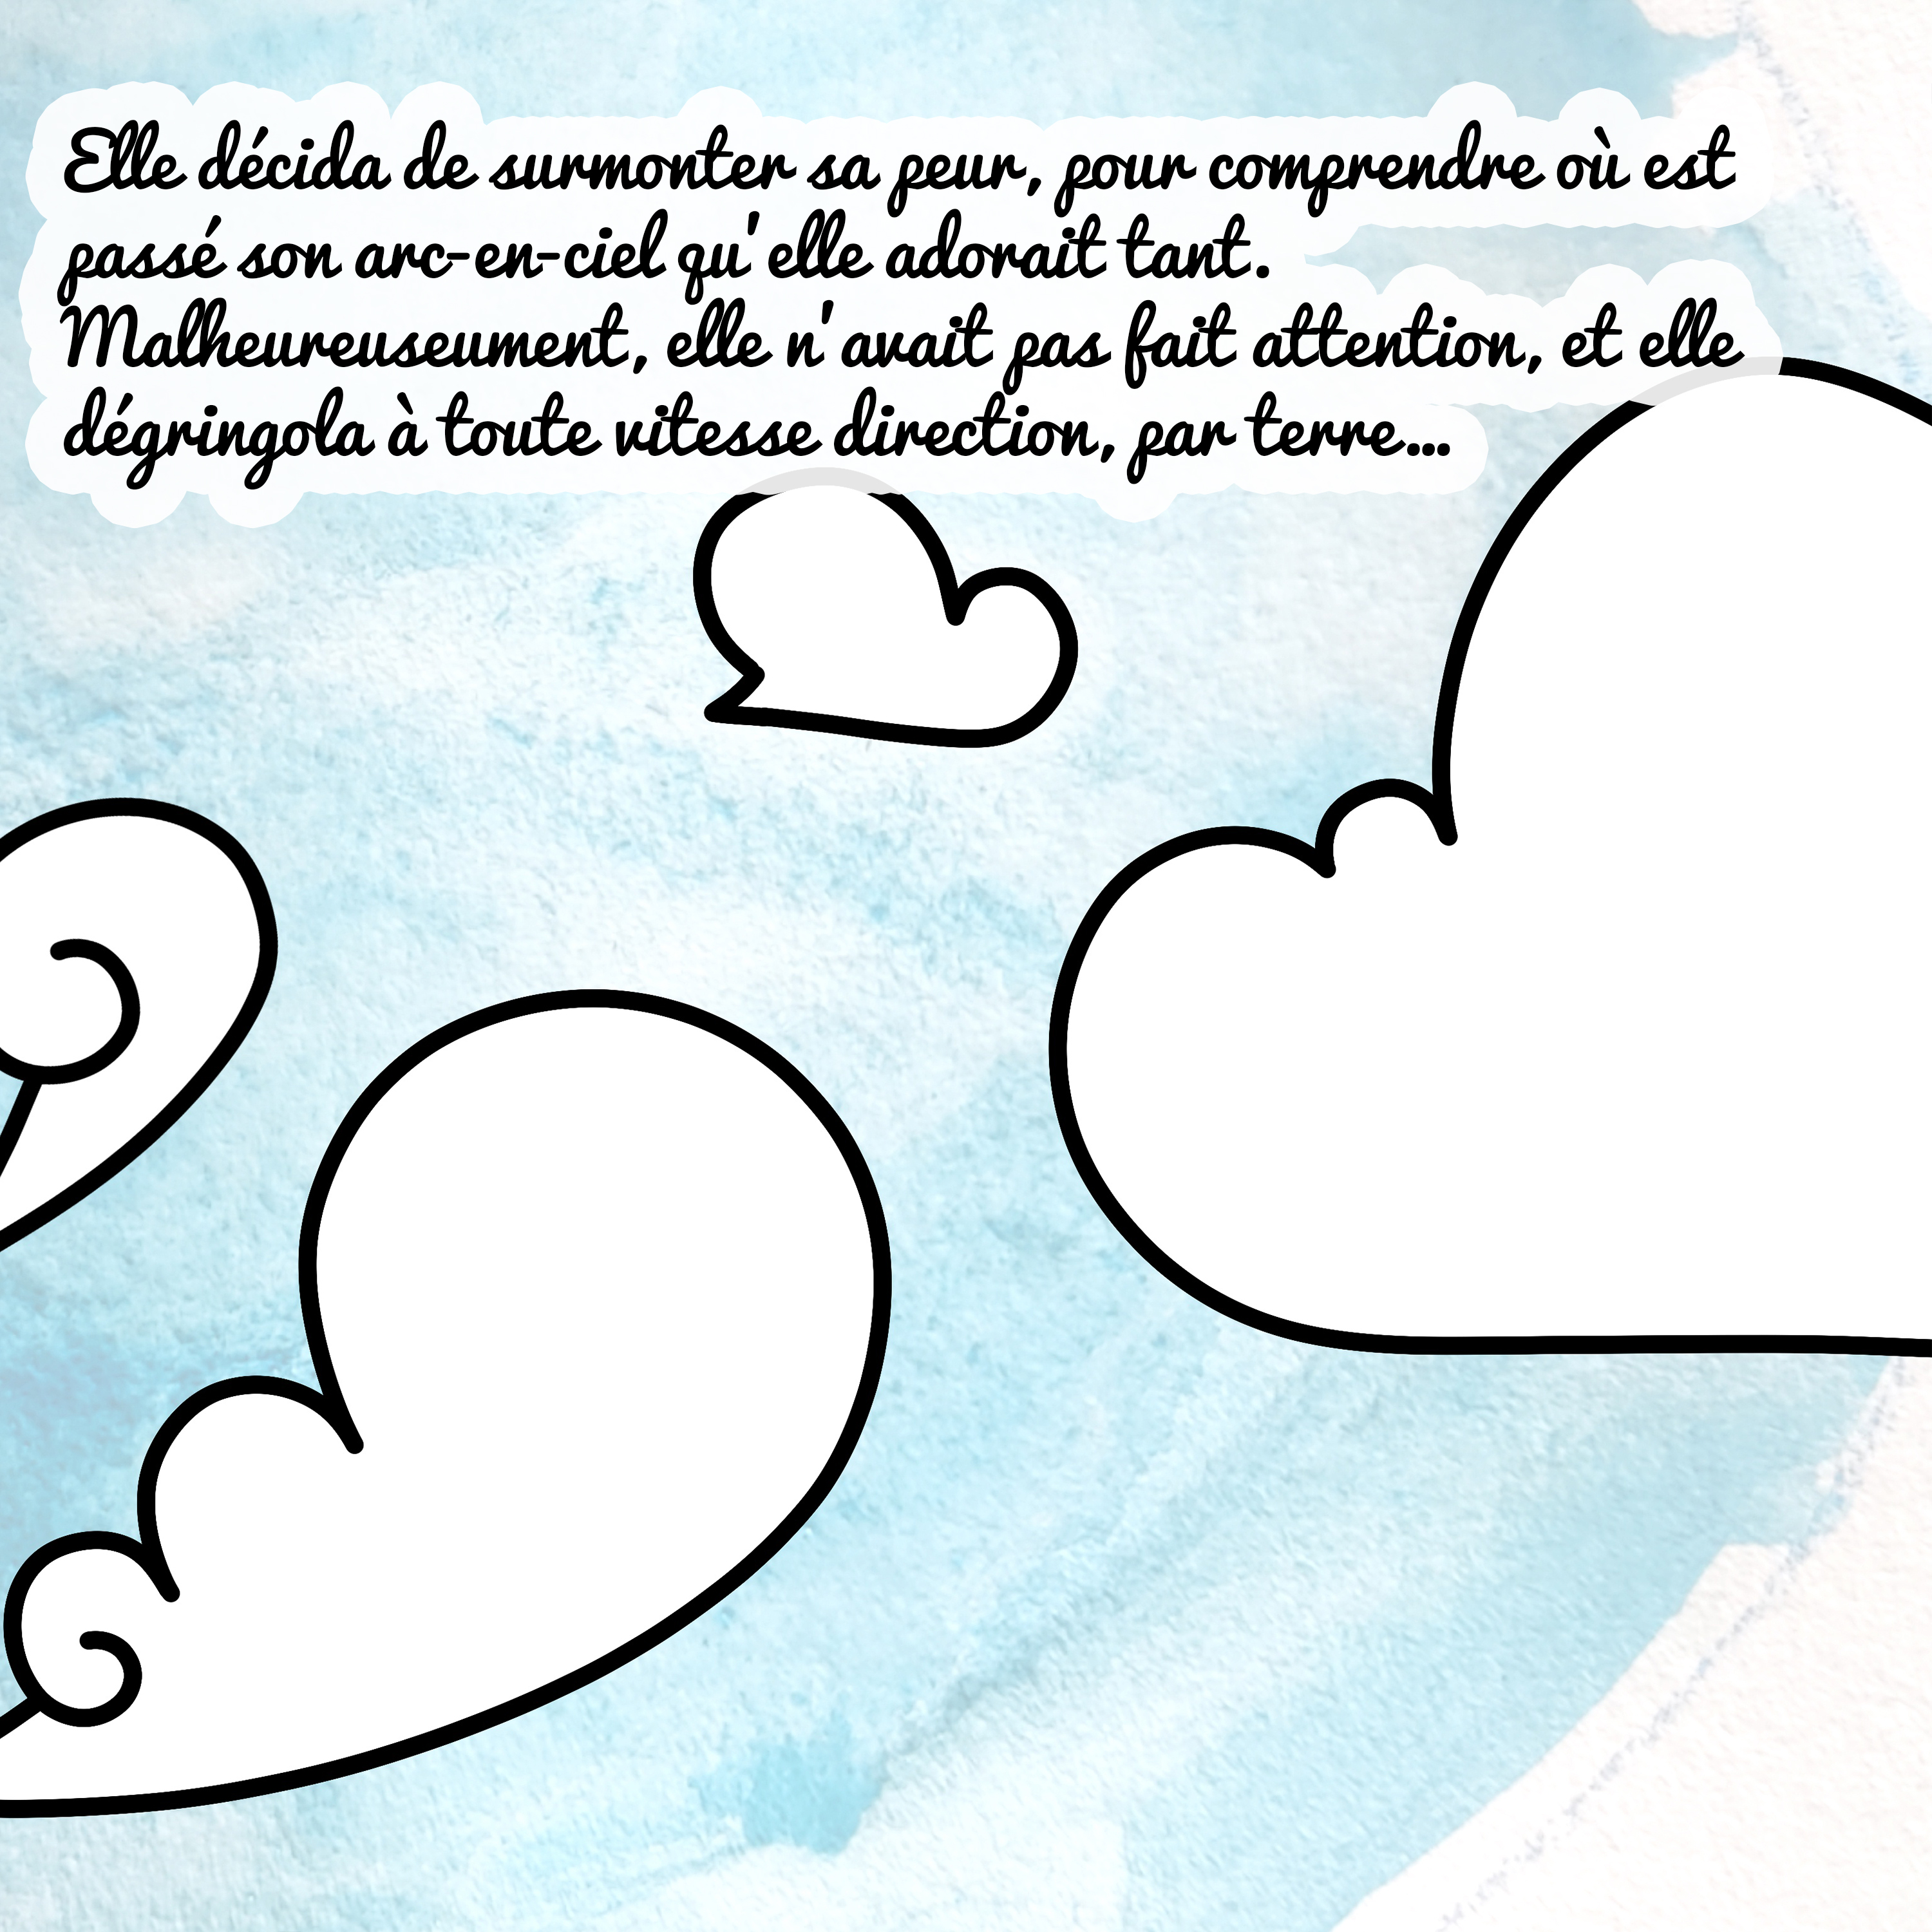 Elle décida de surmonter sa peur, pour comprendre où est
passé son arc-en-ciel qu'elle adorait tant.
Malheureuseument, elle n'avait pas fait attention, et elle
dégringola à toute vitesse direction, par terre...